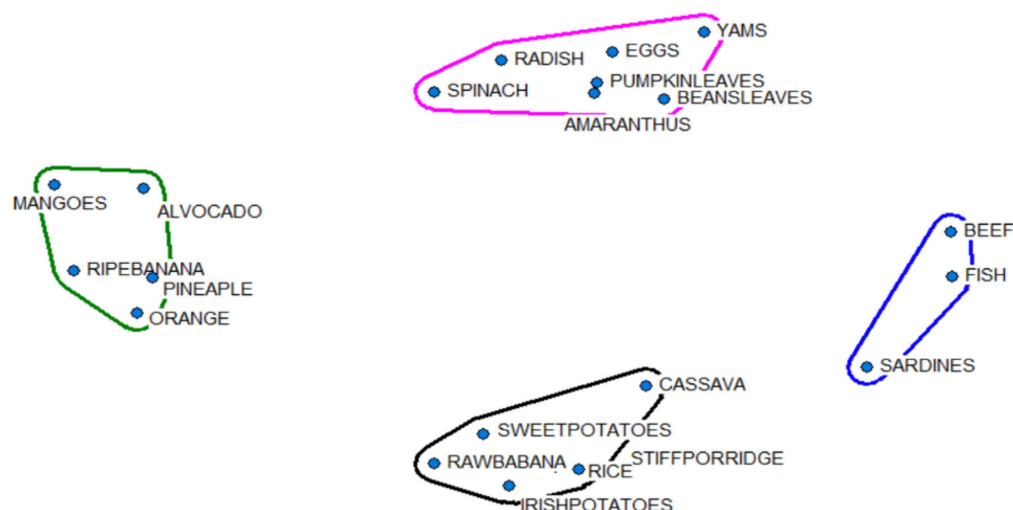 YAMS
EGGS
RADISH
PUMPKINLEAVES
SPINACH
BEANSLEAVES
AMARANTHUS
MANGOES
ALVOCADO
BEEF
RIPEBANANA
FISH
PINEAPLE
ORANGE
SARDINES
CASSAVA
SWEETPOTATOES
STIFFPORRIDGE
RAWBABANA
RICE
IRISHPOTATOES